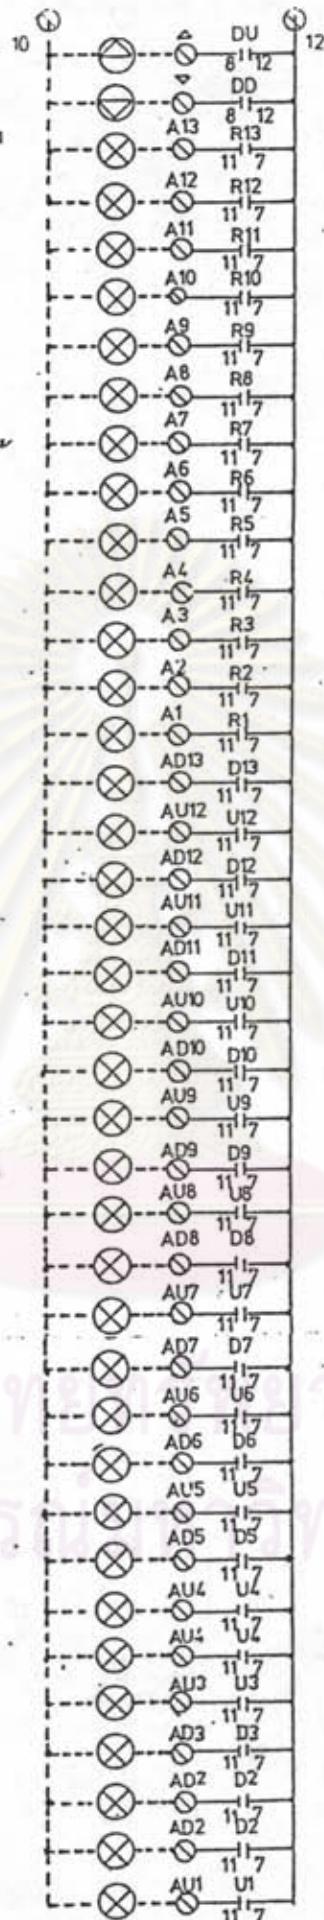 10 12
DU
8 12
DD
8 12
A13 R13
11 7
A12 R12
11 7
A11 R11
11 7
A10 R10
11 7
A9 R9
11 7
A8 R8
11 7
A7 R7
11 7
A6 R6
11 7
A5 R5
11 7
A4 R4
11 7
A3 R3
11 7
A2 R2
11 7
A1 R1
11 7
AD13 D13
11 7
AU12 U12
11 7
AD12 D12
11 7
AU11 U11
11 7
AD11 D11
11 7
AU10 U10
11 7
AD10 D10
11 7
AU9 U9
11 7
AD9 D9
11 7
AU8 U8
11 7
AD8 D8
11 7
AU7 U7
11 7
AD7 D7
11 7
AU6 U6
11 7
AD6 D6
11 7
AU5 U5
11 7
AD5 D5
11 7
AU4 U4
11 7
AU4 U4
11 7
AU3 U3
11 7
AD3 D3
11 7
AD2 D2
11 7
AD2 D2
11 7
AU1 U1
11 7